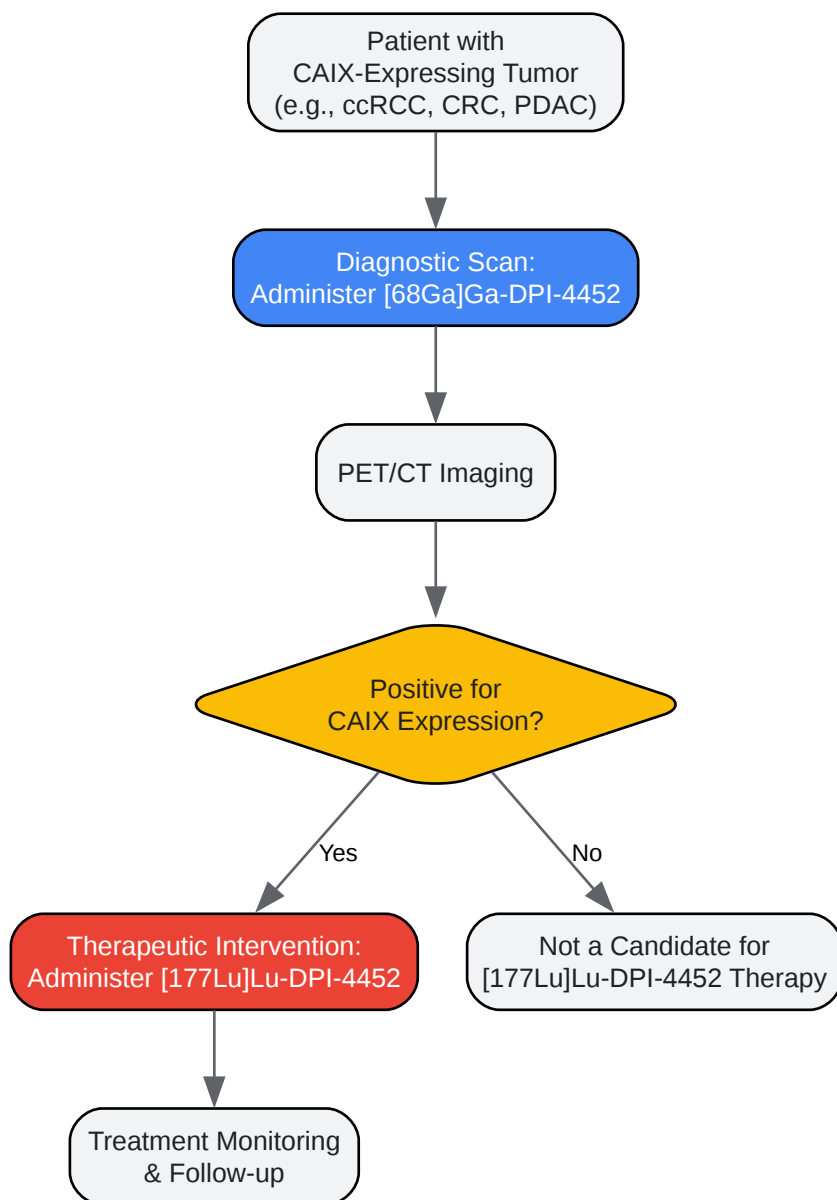 Patient with
CAIX-Expressing Tumor
(e.g., ccRCC, CRC, PDAC)
Diagnostic Scan:
Administer [68Ga]Ga-DPI-4452
PET/CT Imaging
Positive for
CAIX Expression?
Yes
No
Therapeutic Intervention:
Administer [177Lu]Lu-DPI-4452
Not a Candidate for
[177Lu]Lu-DPI-4452 Therapy
Treatment Monitoring
& Follow-up